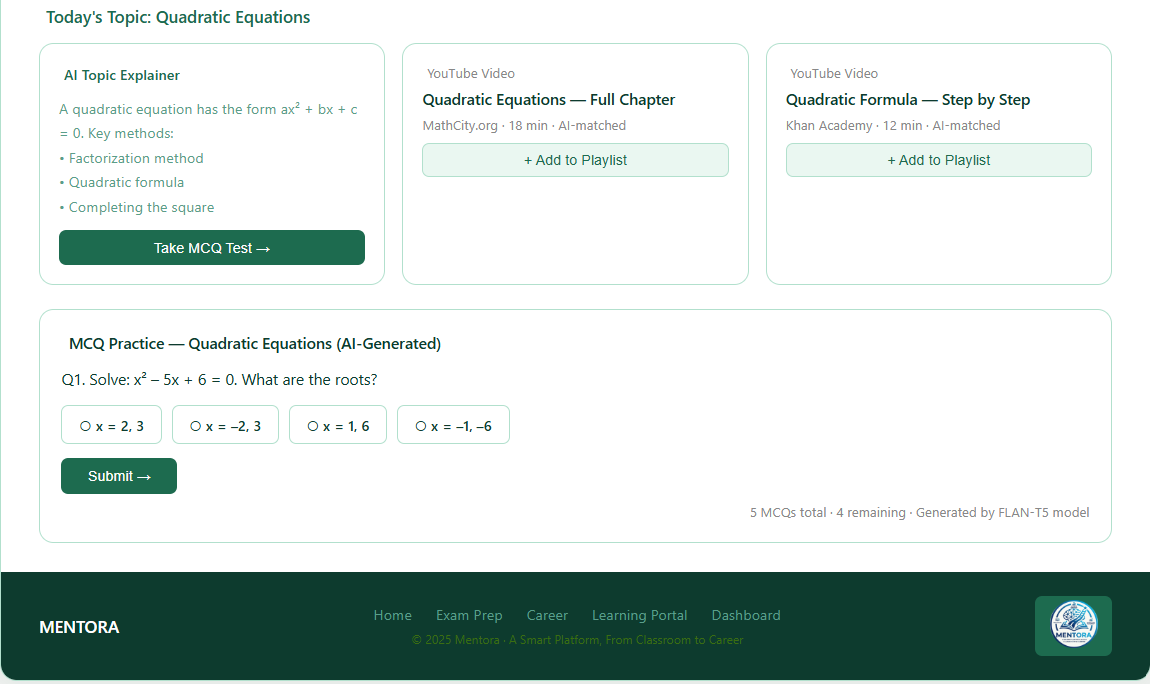 Today's Topic: Quadratic Equations
AI Topic Explainer
A quadratic equation has the form ax² + bx + c
= 0. Key methods:
• Factorization method
• Quadratic formula
• Completing the square
Take MCQ Test →
YouTube Video
Quadratic Equations — Full Chapter
MathCity.org · 18 min · AI-matched
+ Add to Playlist
YouTube Video
Quadratic Formula — Step by Step
Khan Academy · 12 min · AI-matched
+ Add to Playlist
MCQ Practice — Quadratic Equations (AI-Generated)
Q1. Solve: x² – 5x + 6 = 0. What are the roots?
○ x = 2, 3
○ x = –2, 3
○ x = 1, 6
○ x = –1, –6
Submit →
5 MCQs total · 4 remaining · Generated by FLAN-T5 model
MENTORA
Home Exam Prep Career Learning Portal Dashboard
© 2025 Mentora · A Smart Platform, From Classroom to Career
MENTORA